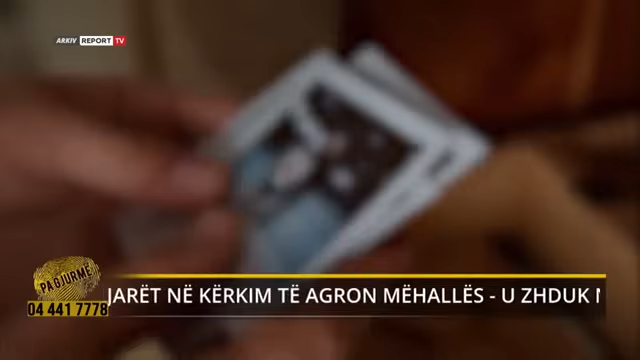 ARKIV REPORT TV
PA GJURMË
04 441 7778
JARËT NË KËRKIM TË AGRON MËHALLËS - U ZHDUK